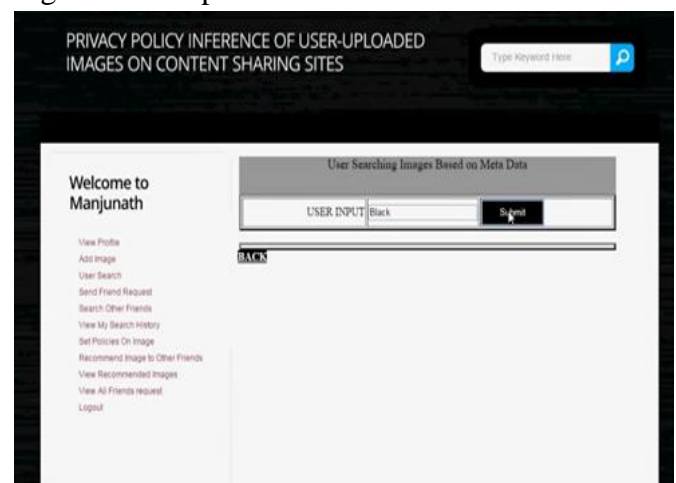 PRIVACY POLICY INFERENCE OF USER-UPLOADED
IMAGES ON CONTENT SHARING SITES
Type Keyword Here
Welcome to
Manjunath
View Profile
Add Image
User Search
Send Friend Request
Search Other Friends
View My Search History
Set Policies On Image
Recommend Image to Other Friends
View Recommended Images
View All Friends request
Logout
User Searching Images Based on Meta Data
USER INPUT Black Submit
BACK